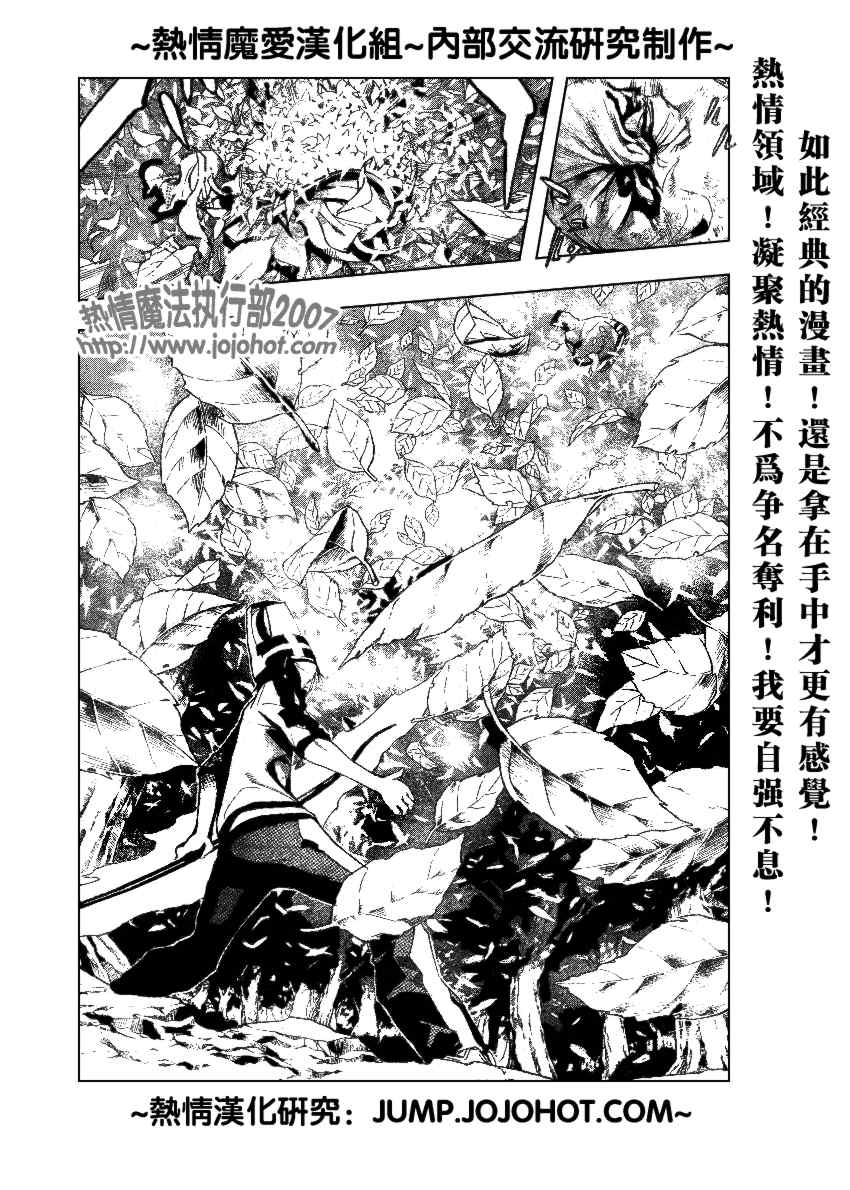 ~熱情魔愛漢化組~內部交流研究制作~
如此經典的漫畫！還是拿在手中才更有感覺！
熱情領域！凝聚熱情！不爲争名奪利！我要自强不息！
熱情魔法执行部2007
http://www.jojohot.com
~熱情漢化研究：JUMP.JOJOHOT.COM~